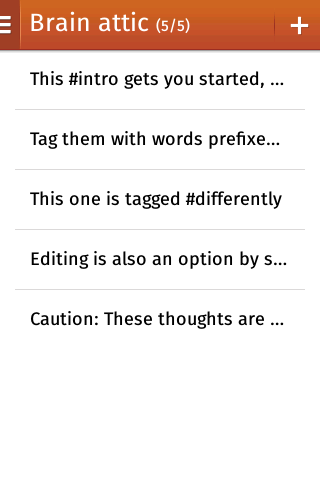 Brain attic (5/5)
This #intro gets you started, ...
Tag them with words prefixe...
This one is tagged #differently
Editing is also an option by s...
Caution: These thoughts are ...